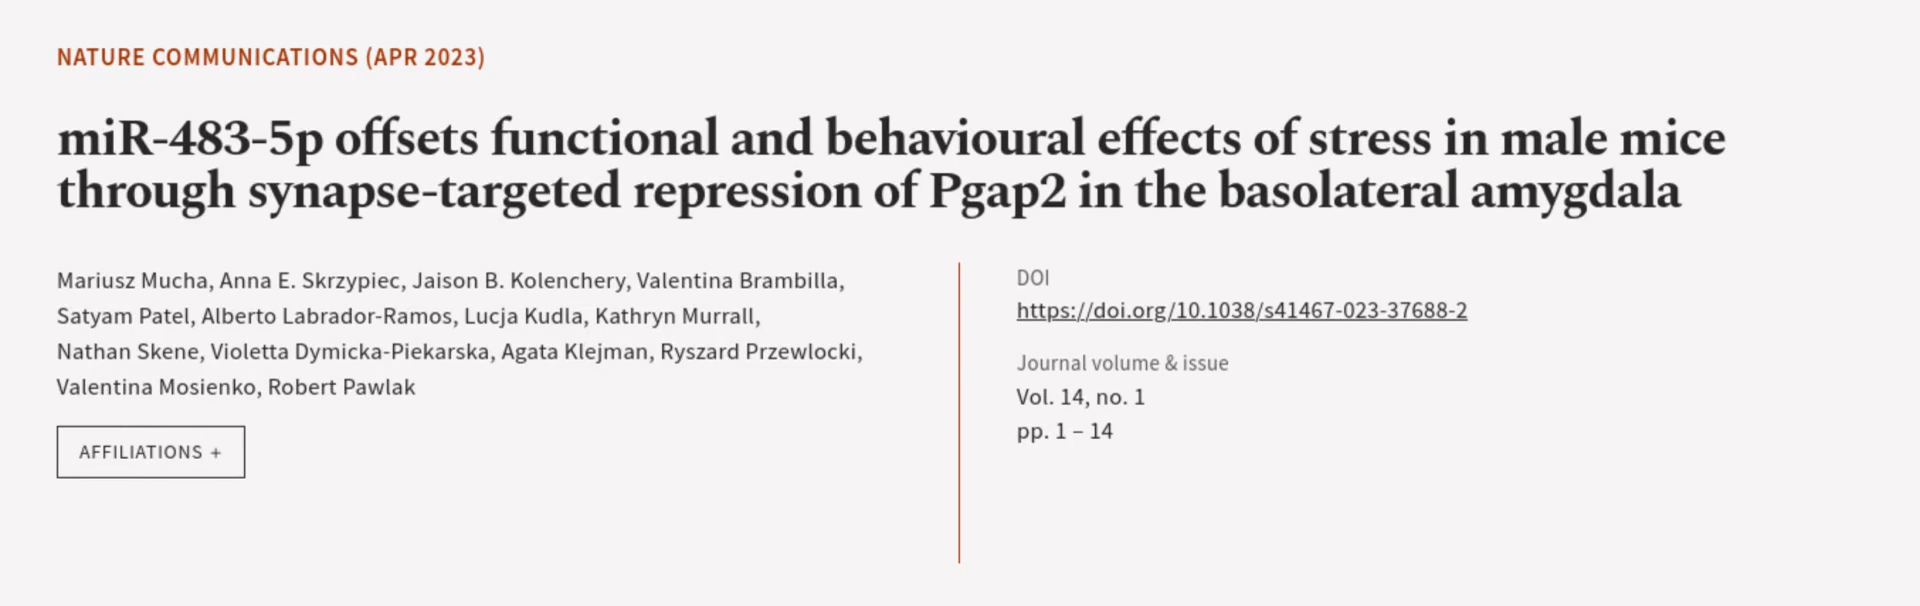 NATURE COMMUNICATIONS (APR 2023)
miR-483-5p offsets functional and behavioural effects of stress in male mice
through synapse-targeted repression of Pgap2 in the basolateral amygdala
Mariusz Mucha, Anna E. Skrzypiec, Jaison B. Kolenchery, Valentina Brambilla,
Satyam Patel, Alberto Labrador-Ramos, Lucja Kudla, Kathryn Murrall,
Nathan Skene, Violetta Dymicka-Piekarska, Agata Klejman, Ryszard Przewlocki,
Valentina Mosienko, Robert Pawlak
AFFILIATIONS +
DOI
https://doi.org/10.1038/s41467-023-37688-2
Journal volume & issue
Vol. 14, no. 1
pp. 1 – 14